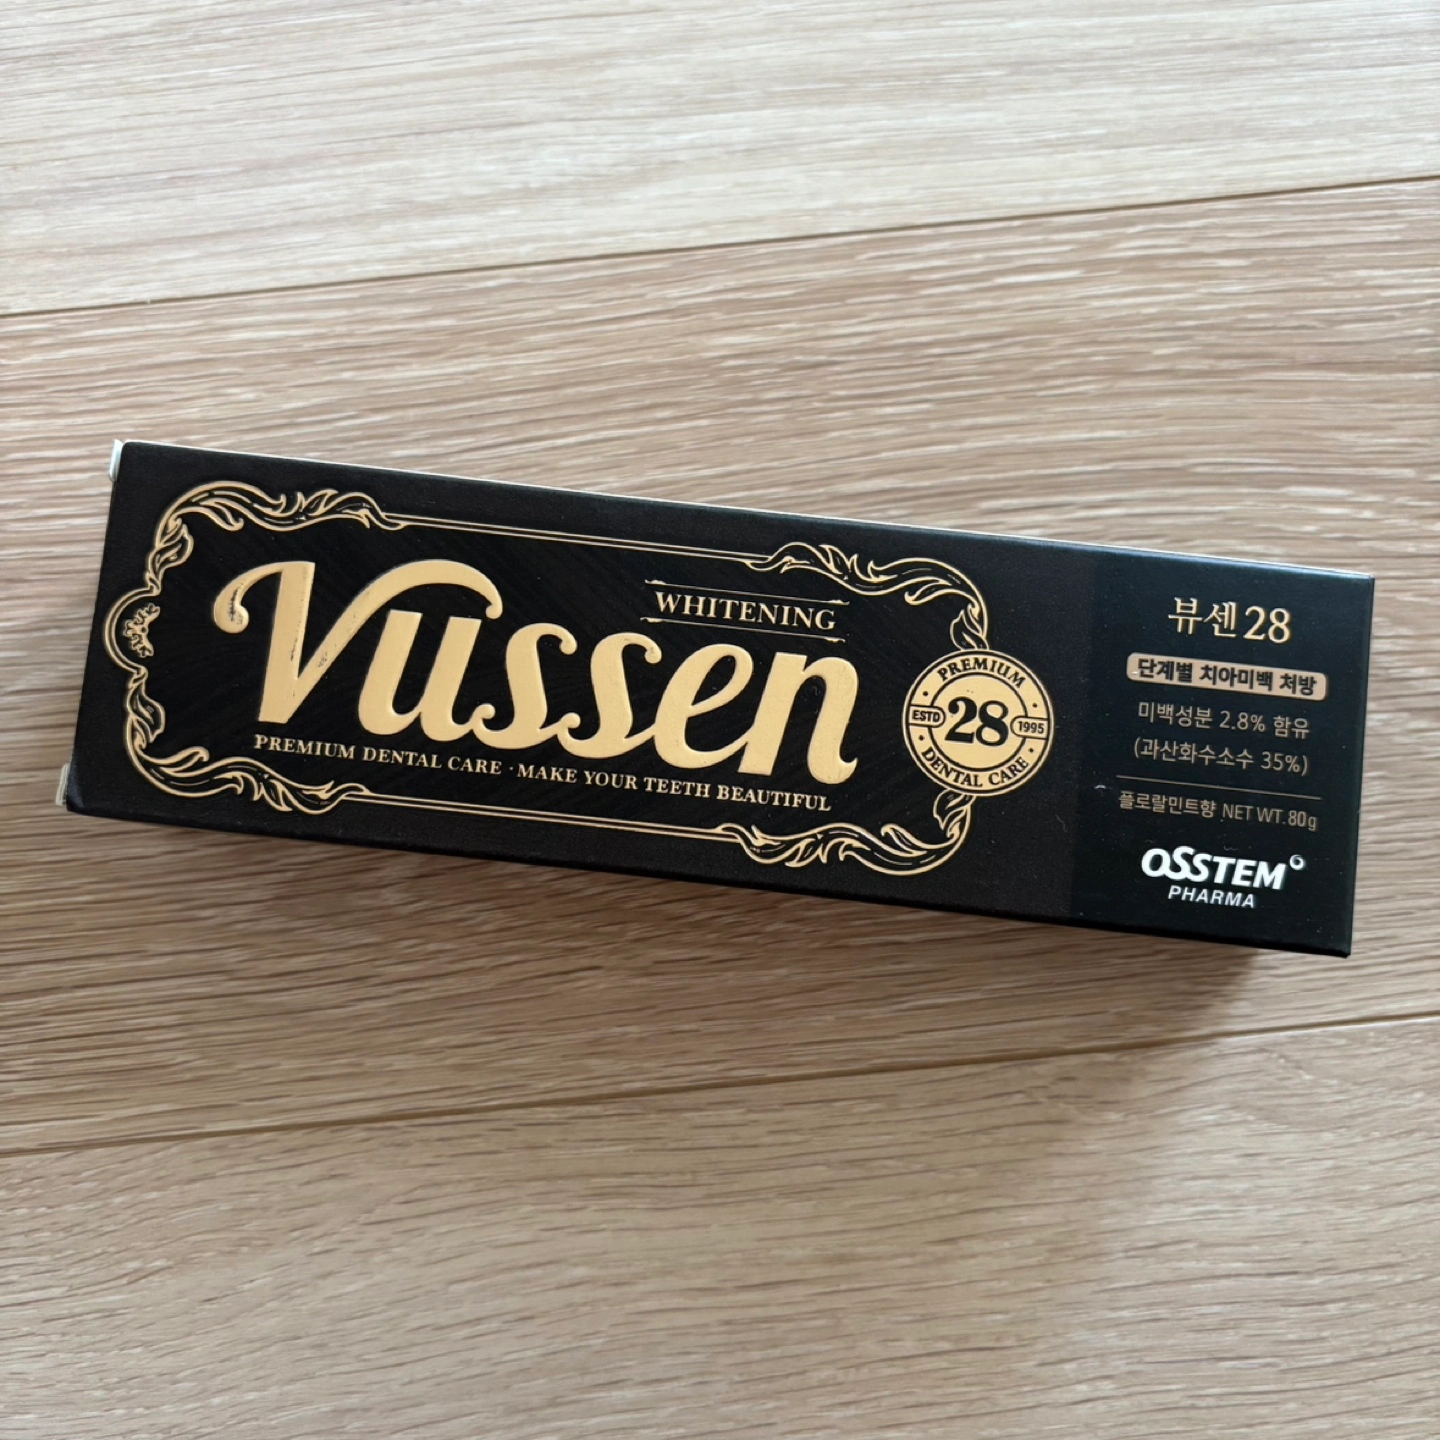 WHITENING
Vussen
PREMIUM DENTAL CARE · MAKE YOUR TEETH BEAUTIFUL
PREMIUM
ESTD 28 1995
DENTAL CARE
뷰센28
단계별 치아미백 처방
미백성분 2.8% 함유
(과산화수소수 35%)
플로랄민트향 NET WT. 80g
OSSTEM
PHARMA